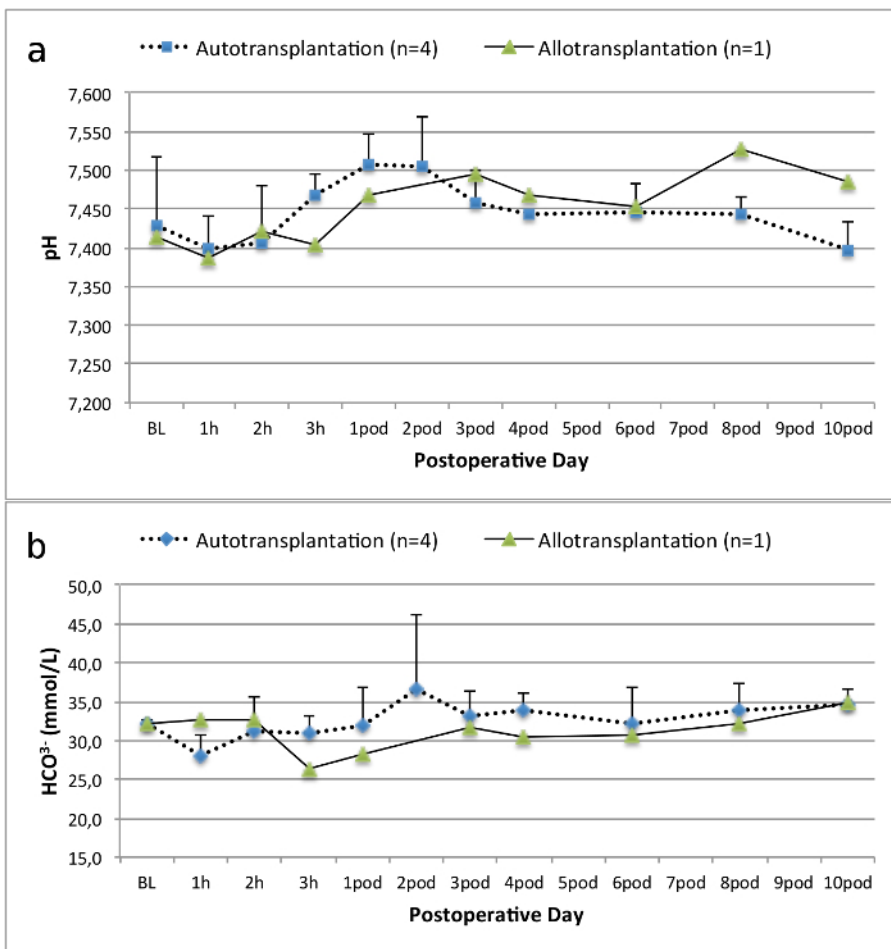 a
Autotransplantation (n=4) Allotransplantation (n=1)
7,600
7,550
7,500
7,450
7,400
7,350
7,300
7,250
7,200
pH
BL 1h 2h 3h 1pod 2pod 3pod 4pod 5pod 6pod 7pod 8pod 9pod 10pod
Postoperative Day
b
Autotransplantation (n=4) Allotransplantation (n=1)
50,0
45,0
40,0
35,0
30,0
25,0
20,0
15,0
HCO³⁻ (mmol/L)
BL 1h 2h 3h 1pod 2pod 3pod 4pod 5pod 6pod 7pod 8pod 9pod 10pod
Postoperative Day